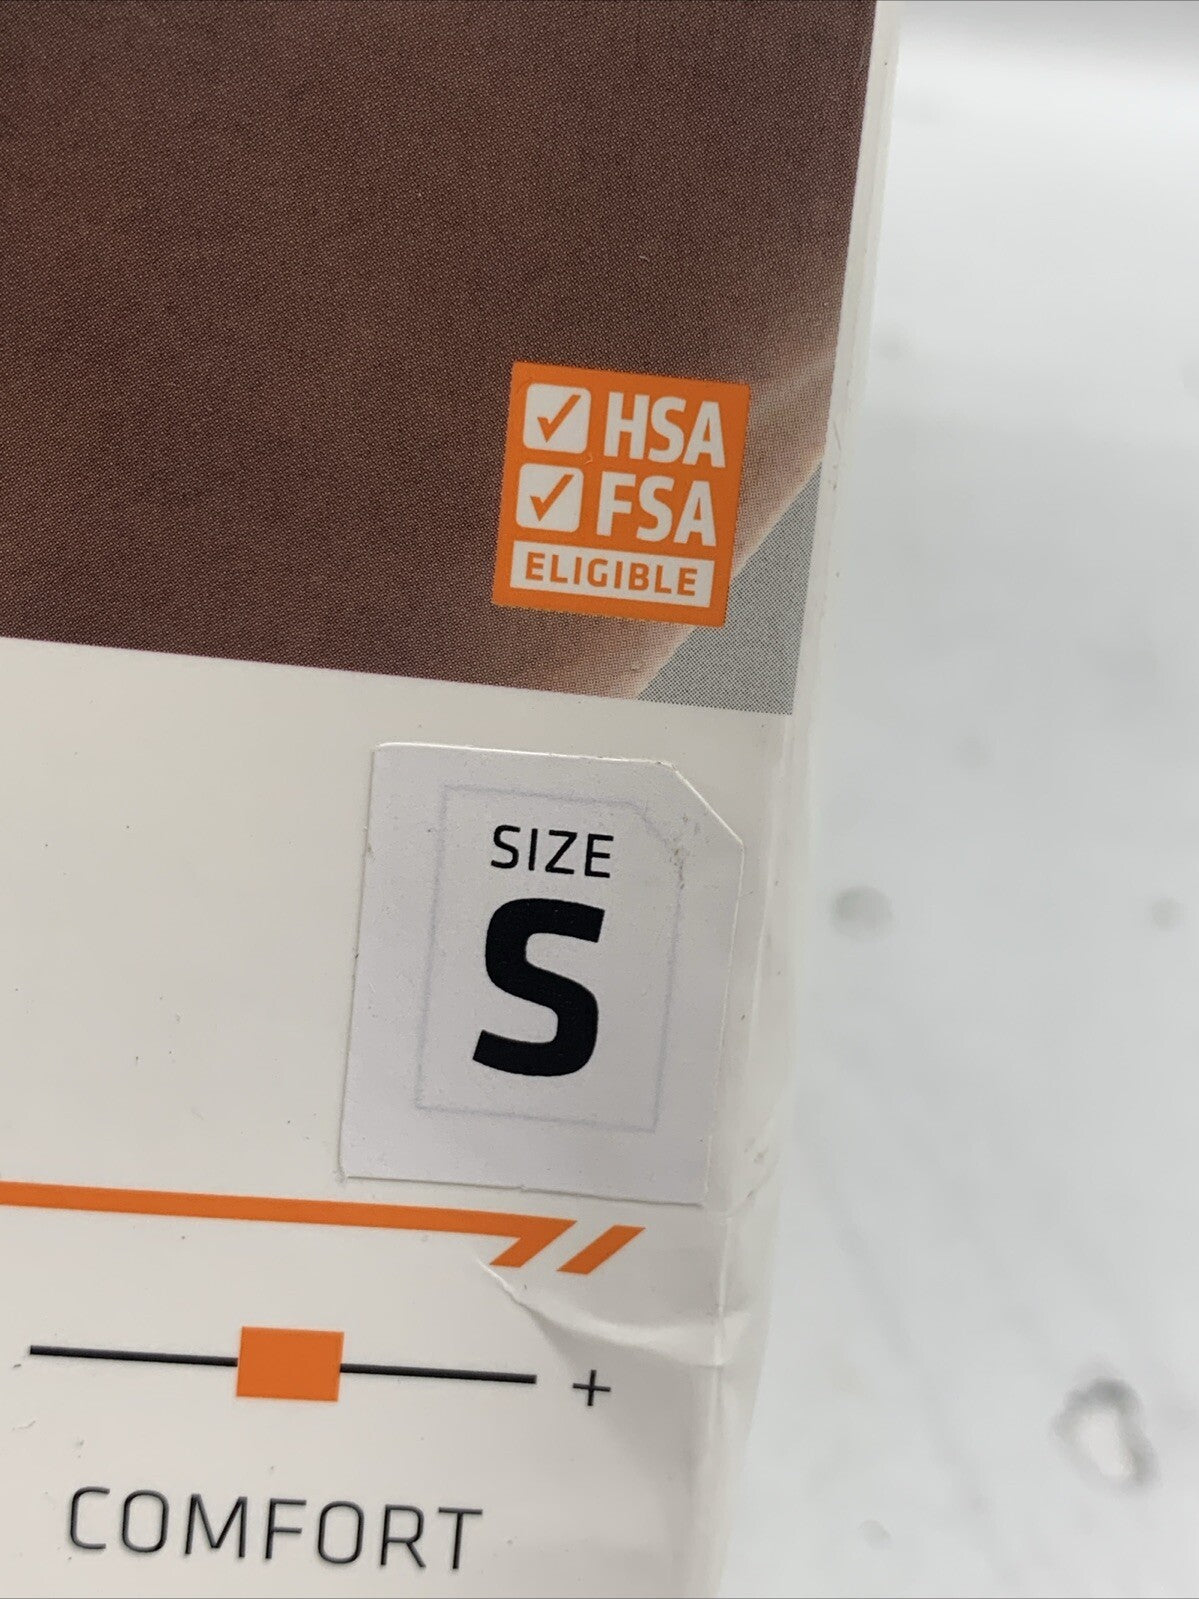 HSA
FSA
ELIGIBLE
SIZE
S
+
COMFORT